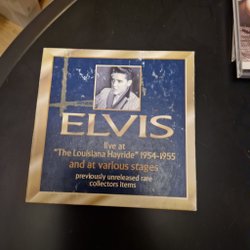 ELVIS
live at
"The Louisiana Hayride" 1954-1955
and at various stages
previously unreleased rare
collectors items